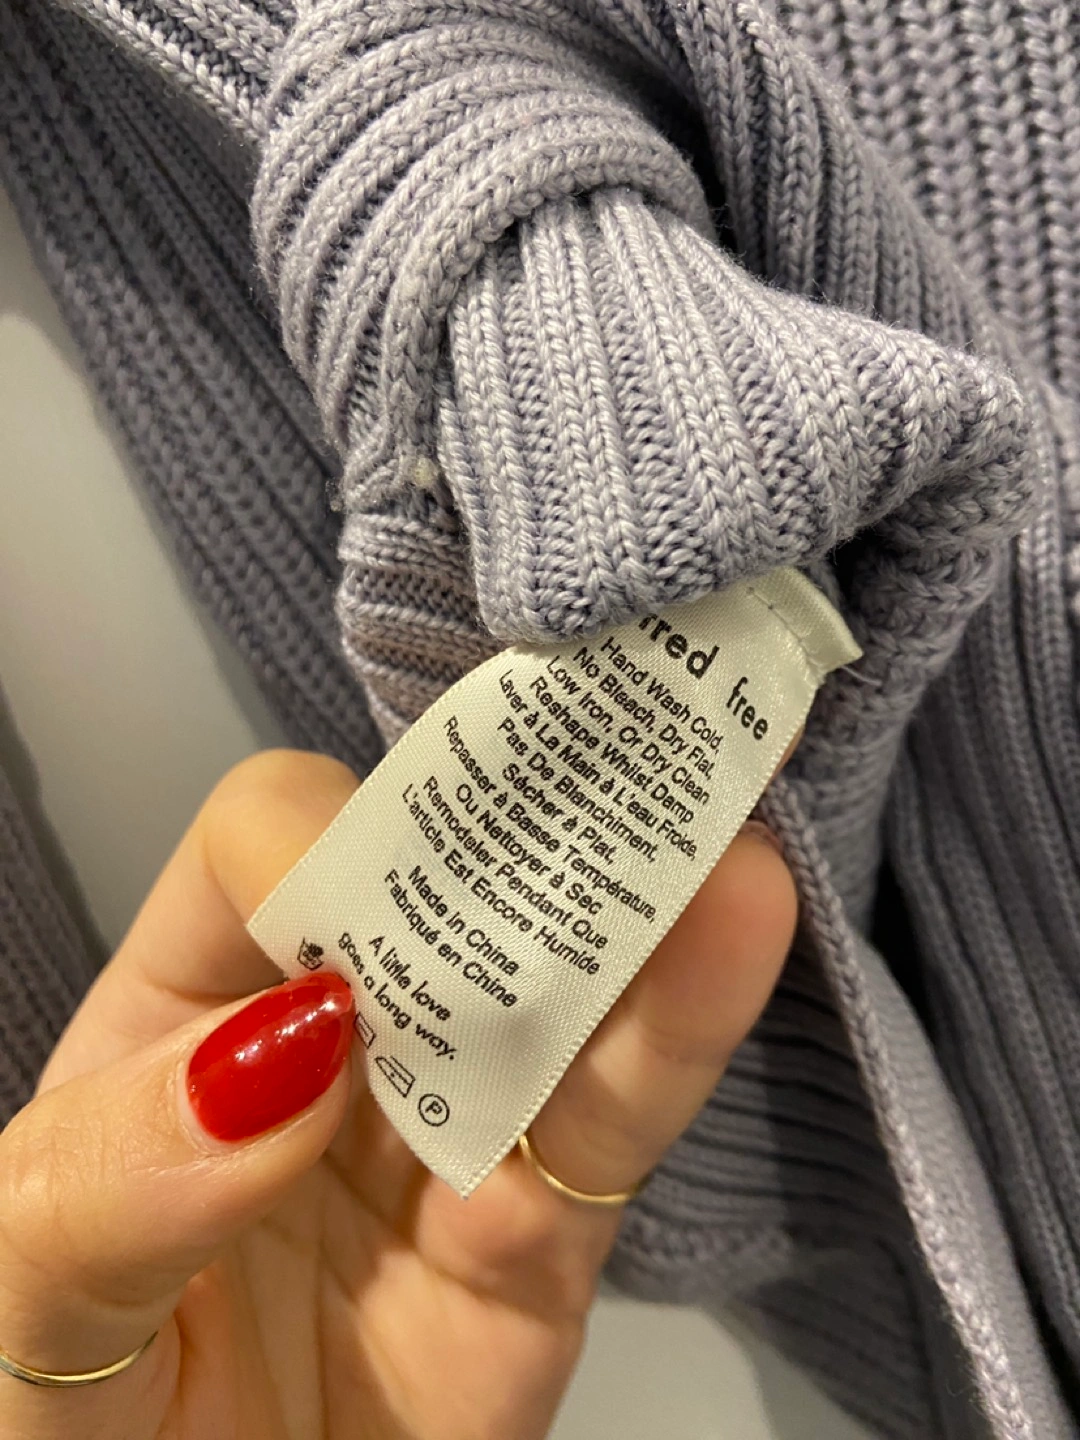 rred free
Hand Wash Cold,
No Bleach, Dry Flat,
Low Iron, Or Dry Clean
Reshape Whilst Damp
Laver à La Main à L'eau Froide,
Pas De Blanchiment,
Sécher à Plat,
Repasser à Basse Température,
Ou Nettoyer à Sec
Remodeler Pendant Que
L'article Est Encore Humide
Made in China
Fabriqué en Chine
A little love
goes a long way.
P